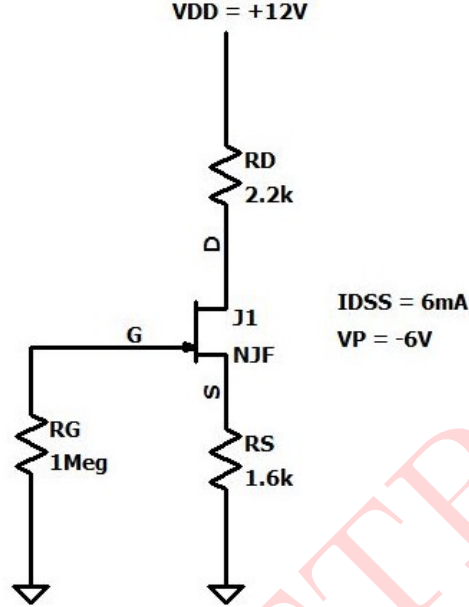 VDD = +12V
RD
2.2k
D
J1
IDSS = 6mA
G
NJF
VP = -6V
S
RG
1Meg
RS
1.6k